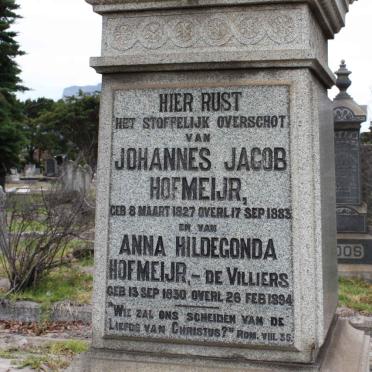 HIER RUST
HET STOFFELIJK OVERSCHOT
VAN
JOHANNES JACOB
HOFMEIJR,
GEB 8 MAART 1827 OVERL 17 SEP 1883
EN VAN
ANNA HILDEGONDA
HOFMEIJR,- DE VILLIERS
GEB 13 SEP 1830 OVERL 26 FEB 1894
"WIE ZAL ONS SCHEIDEN VAN DE
LIEFDE VAN CHRISTUS?" ROM. VIII. 35.
OOS